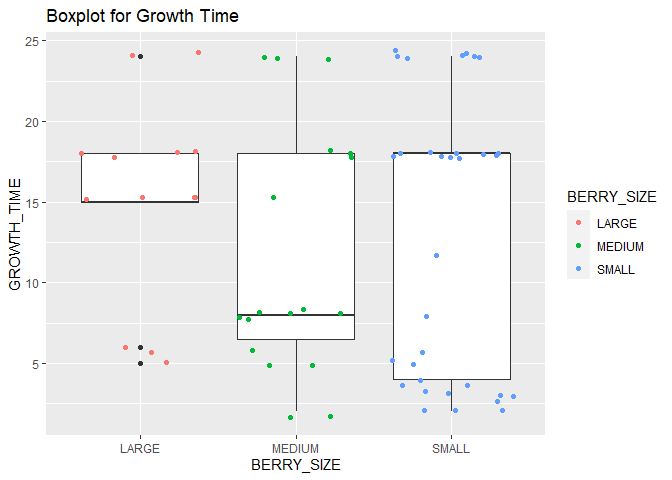 Boxplot for Growth Time
25
20
15
10
5
GROWTH_TIME
LARGE MEDIUM SMALL
BERRY_SIZE
BERRY_SIZE
LARGE
MEDIUM
SMALL